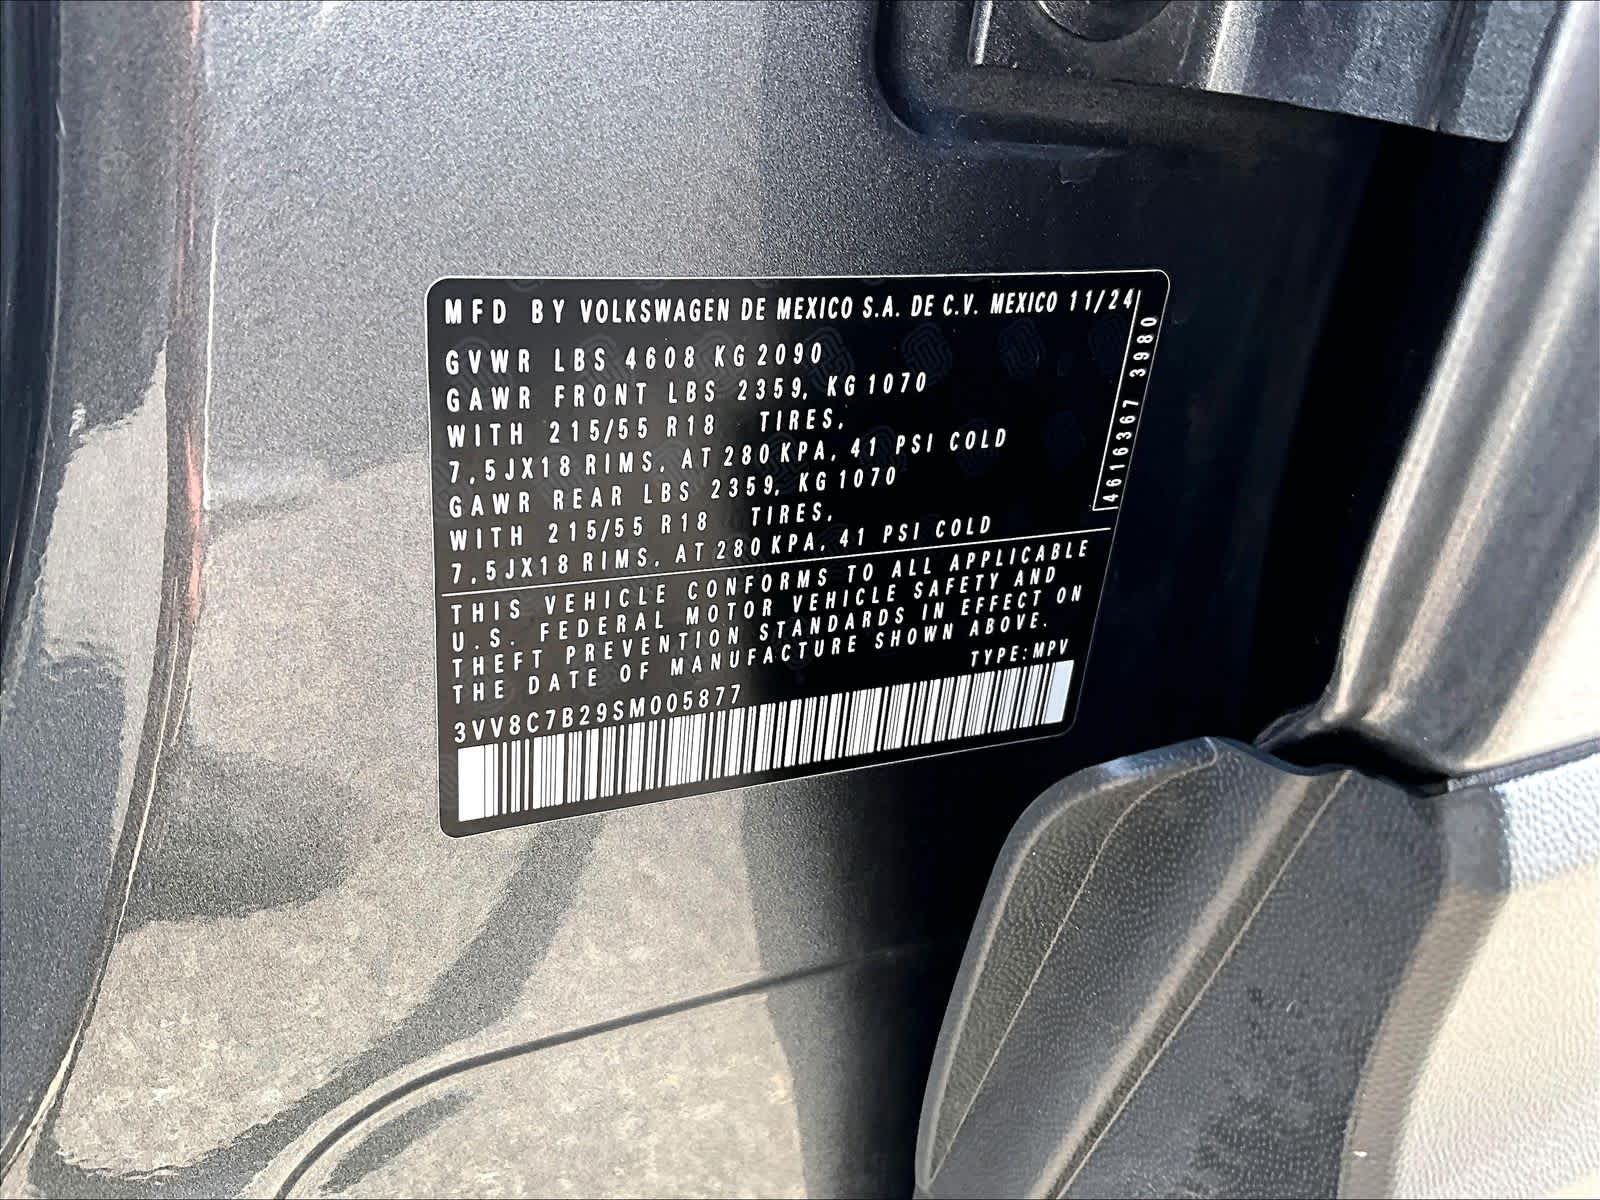 MFD BY VOLKSWAGEN DE MEXICO S.A. DE C.V. MEXICO 11/24
GVWR LBS 4608 KG 2090
GAWR FRONT LBS 2359, KG 1070
WITH 215/55 R18 TIRES,
7,5JX18 RIMS, AT 280 KPA, 41 PSI COLD
GAWR REAR LBS 2359, KG 1070
WITH 215/55 R18 TIRES,
7,5JX18 RIMS, AT 280 KPA, 41 PSI COLD
4616367 3980
THIS VEHICLE CONFORMS TO ALL APPLICABLE
U.S. FEDERAL MOTOR VEHICLE SAFETY AND
THEFT PREVENTION STANDARDS IN EFFECT ON
THE DATE OF MANUFACTURE SHOWN ABOVE.
TYPE: MPV
3VV8C7B29SM005877